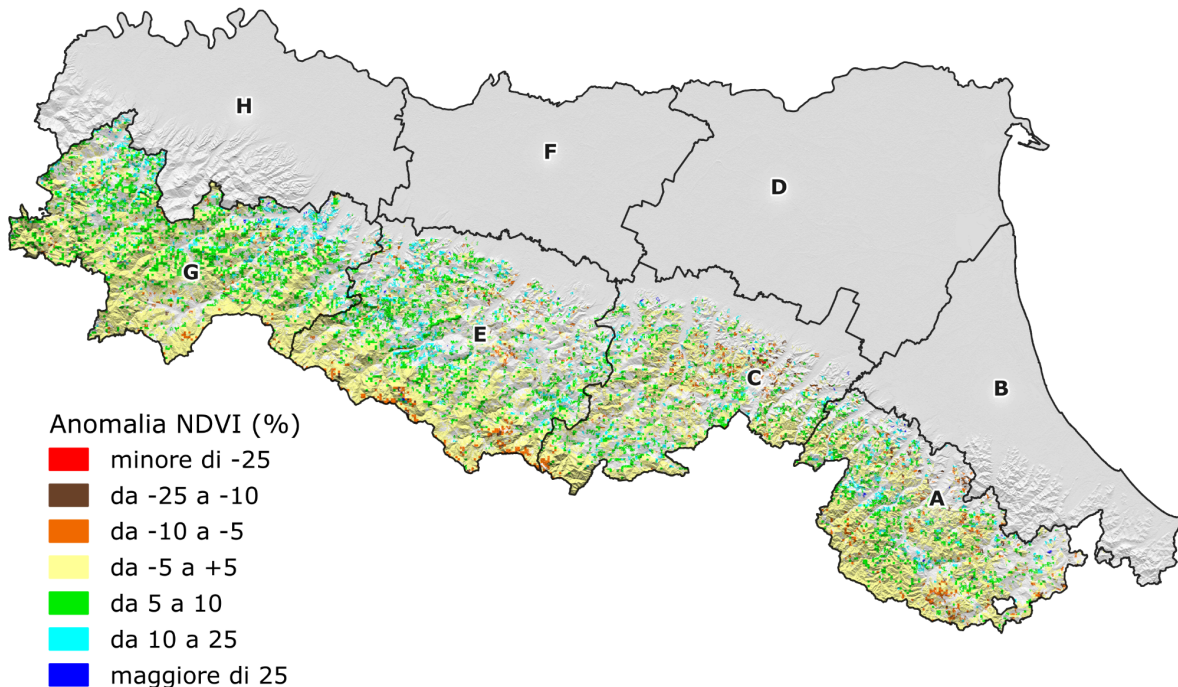 H
F
D
G
E
C
B
A
Anomalia NDVI (%)
minore di -25
da -25 a -10
da -10 a -5
da -5 a +5
da 5 a 10
da 10 a 25
maggiore di 25